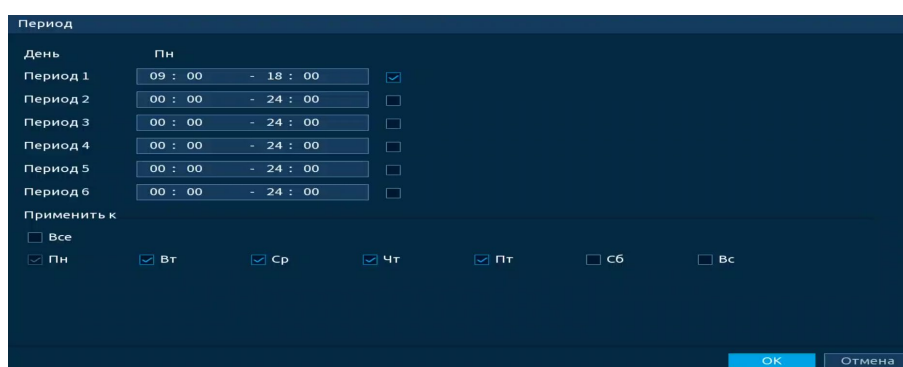 Период
День Пн
Период 1 09 : 00 - 18 : 00
Период 2 00 : 00 - 24 : 00
Период 3 00 : 00 - 24 : 00
Период 4 00 : 00 - 24 : 00
Период 5 00 : 00 - 24 : 00
Период 6 00 : 00 - 24 : 00
Применить к
Все
Пн Вт Ср Чт Пт Сб Вс
OK Отмена